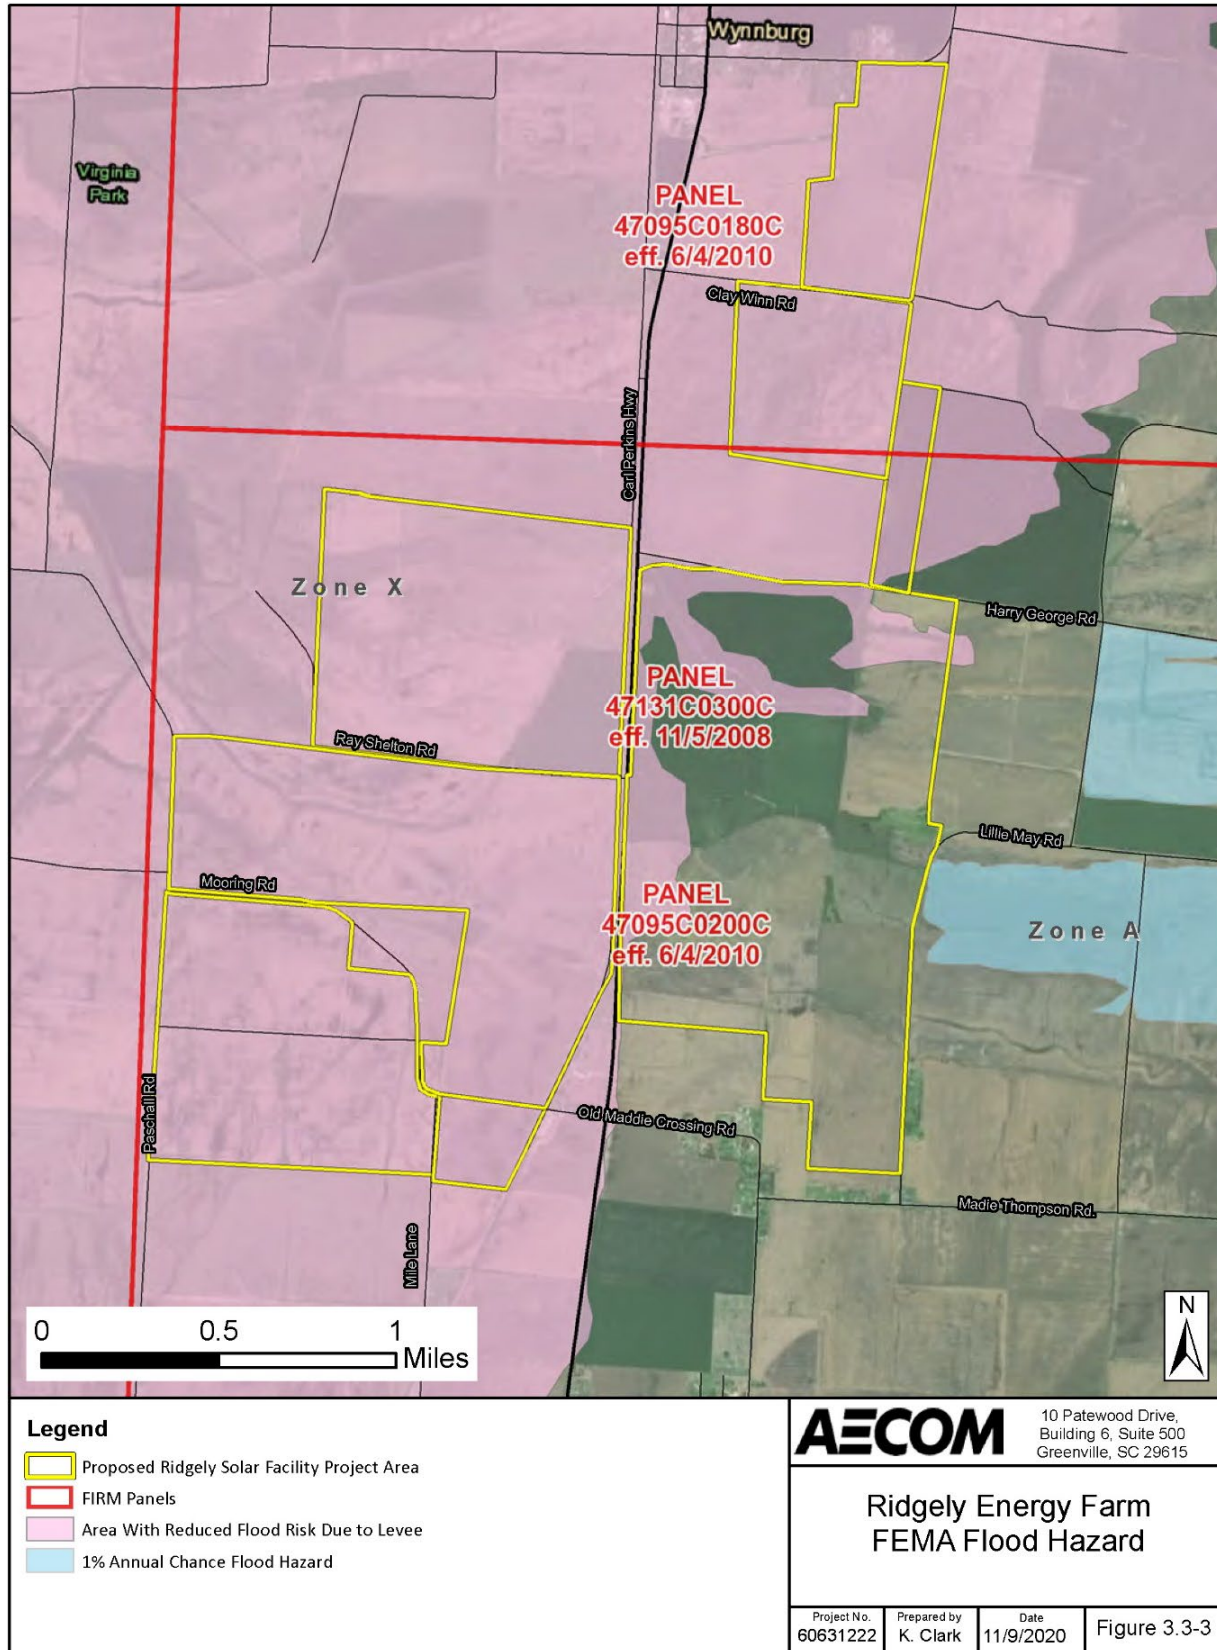 Wynnburg
Virginia
Park
PANEL
47095C0180C
eff. 6/4/2010
Clay Winn Rd
Carl Perkins Hwy
Zone X
Harry George Rd
PANEL
47131C0300C
eff. 11/5/2008
Ray Shelton Rd
Lillie May Rd
Mooring Rd
PANEL
47095C0200C
eff. 6/4/2010
Zone A
Paschall Rd
Old Maddie Crossing Rd
Madie Thompson Rd.
Mile Lane
0 0.5 1
Miles
N
Legend
Proposed Ridgely Solar Facility Project Area
FIRM Panels
Area With Reduced Flood Risk Due to Levee
1% Annual Chance Flood Hazard
AECOM
10 Patewood Drive,
Building 6, Suite 500
Greenville, SC 29615
Ridgely Energy Farm
FEMA Flood Hazard
Project No.
60631222
Prepared by
K. Clark
Date
11/9/2020
Figure 3.3-3